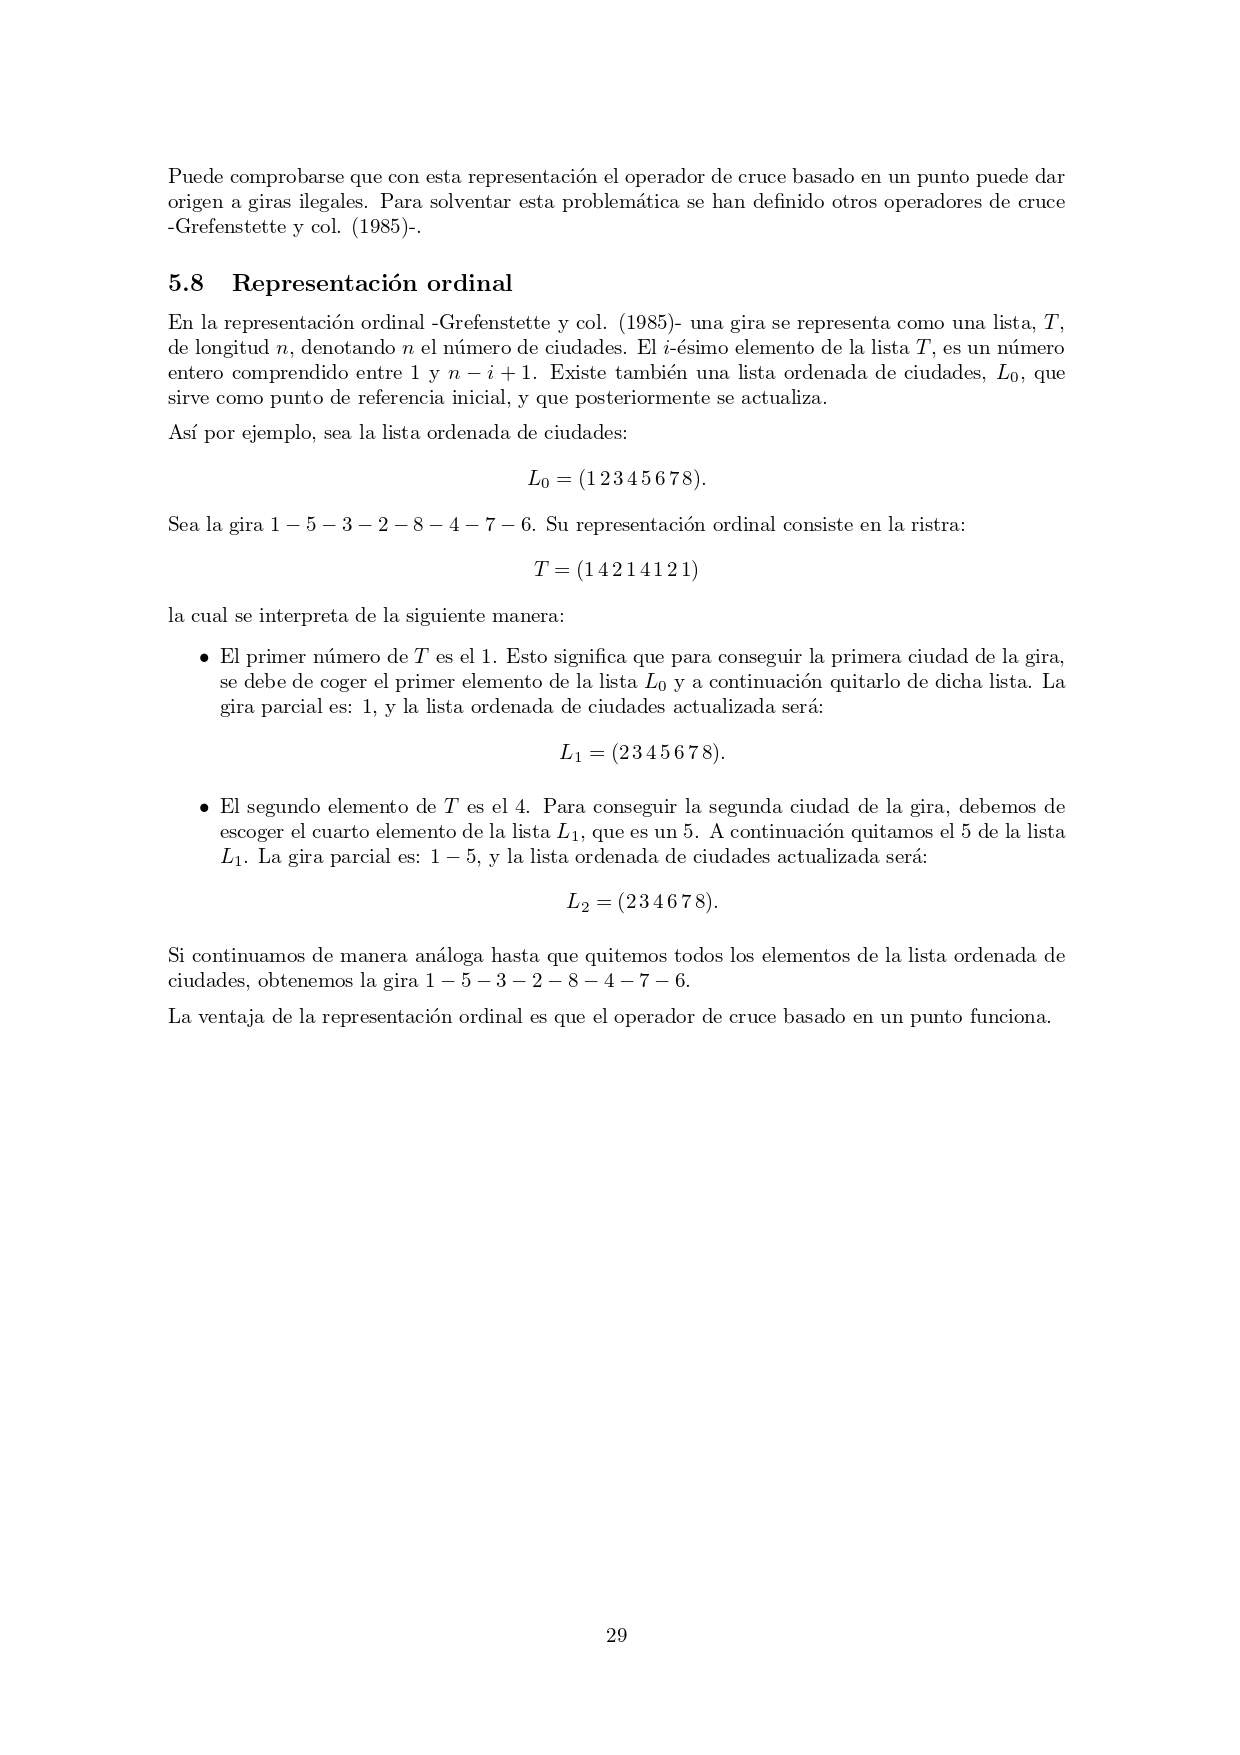 Puede comprobarse que con esta representación el operador de cruce basado en un punto puede dar
origen a giras ilegales. Para solventar esta problemática se han definido otros operadores de cruce
-Grefenstette y col. (1985)-.
5.8 Representación ordinal
En la representación ordinal -Grefenstette y col. (1985)- una gira se representa como una lista, T,
de longitud n, denotando n el número de ciudades. El i-ésimo elemento de la lista T, es un número
entero comprendido entre 1 y n − i + 1. Existe también una lista ordenada de ciudades, L₀, que
sirve como punto de referencia inicial, y que posteriormente se actualiza.
Así por ejemplo, sea la lista ordenada de ciudades:
L₀ = (1 2 3 4 5 6 7 8).
Sea la gira 1 − 5 − 3 − 2 − 8 − 4 − 7 − 6. Su representación ordinal consiste en la ristra:
T = (1 4 2 1 4 1 2 1)
la cual se interpreta de la siguiente manera:
• El primer número de T es el 1. Esto significa que para conseguir la primera ciudad de la gira,
se debe de coger el primer elemento de la lista L₀ y a continuación quitarlo de dicha lista. La
gira parcial es: 1, y la lista ordenada de ciudades actualizada será:
L₁ = (2 3 4 5 6 7 8).
• El segundo elemento de T es el 4. Para conseguir la segunda ciudad de la gira, debemos de
escoger el cuarto elemento de la lista L₁, que es un 5. A continuación quitamos el 5 de la lista
L₁. La gira parcial es: 1 − 5, y la lista ordenada de ciudades actualizada será:
L₂ = (2 3 4 6 7 8).
Si continuamos de manera análoga hasta que quitemos todos los elementos de la lista ordenada de
ciudades, obtenemos la gira 1 − 5 − 3 − 2 − 8 − 4 − 7 − 6.
La ventaja de la representación ordinal es que el operador de cruce basado en un punto funciona.
29